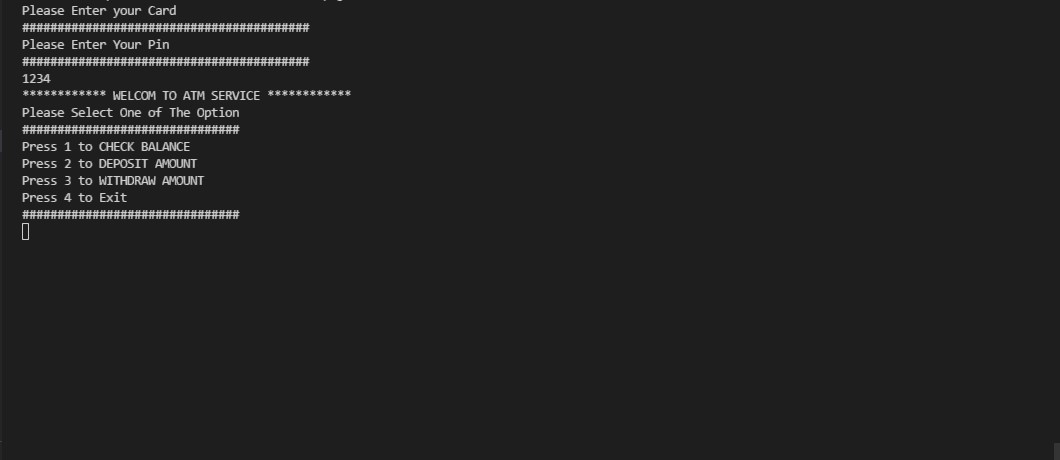 Please Enter your Card
#########################################
Please Enter Your Pin
#########################################
1234
************ WELCOM TO ATM SERVICE ************
Please Select One of The Option
###############################
Press 1 to CHECK BALANCE
Press 2 to DEPOSIT AMOUNT
Press 3 to WITHDRAW AMOUNT
Press 4 to Exit
###############################